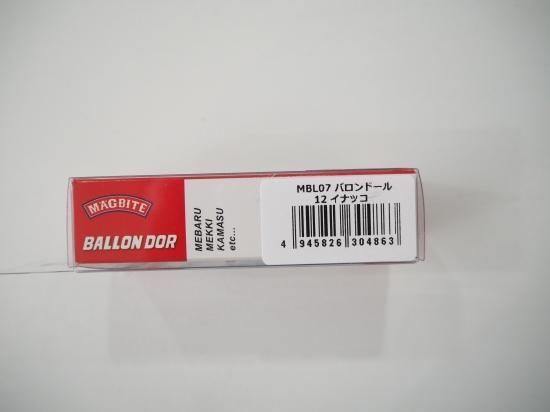 MAGBITE
BALLON DOR
MEBARU
MEKKI
KAMASU
etc...
MBL07 バロンドール
12 イナッコ
4 945826 304863